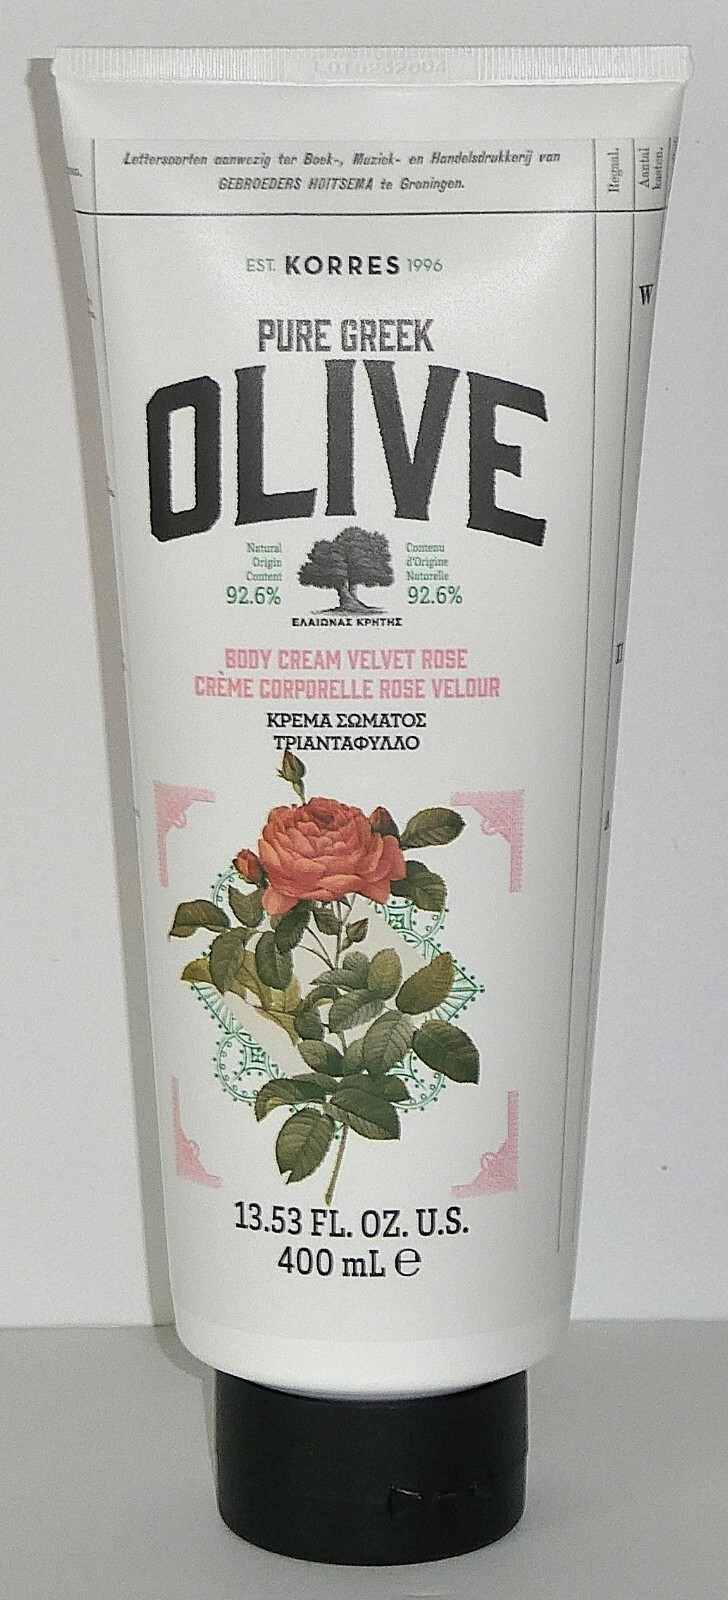 Lettersoorten aanwezig ter Boek-, Muziek- en Handelsdrukkerij van
GEBROEDERS HOITSEMA te Groningen.
Regnal.
Aantal
kasten.
W
EST. KORRES 1996
PURE GREEK
OLIVE
Natural
Origin
Content
92.6%
Contenu
d'Origine
Naturelle
92.6%
ΕΛΑΙΩΝΑΣ ΚΡΗΤΗΣ
BODY CREAM VELVET ROSE
CRÈME CORPORELLE ROSE VELOUR
ΚΡΕΜΑ ΣΩΜΑΤΟΣ
ΤΡΙΑΝΤΑΦΥΛΛΟ
13.53 FL. OZ. U.S.
400 mL ℮